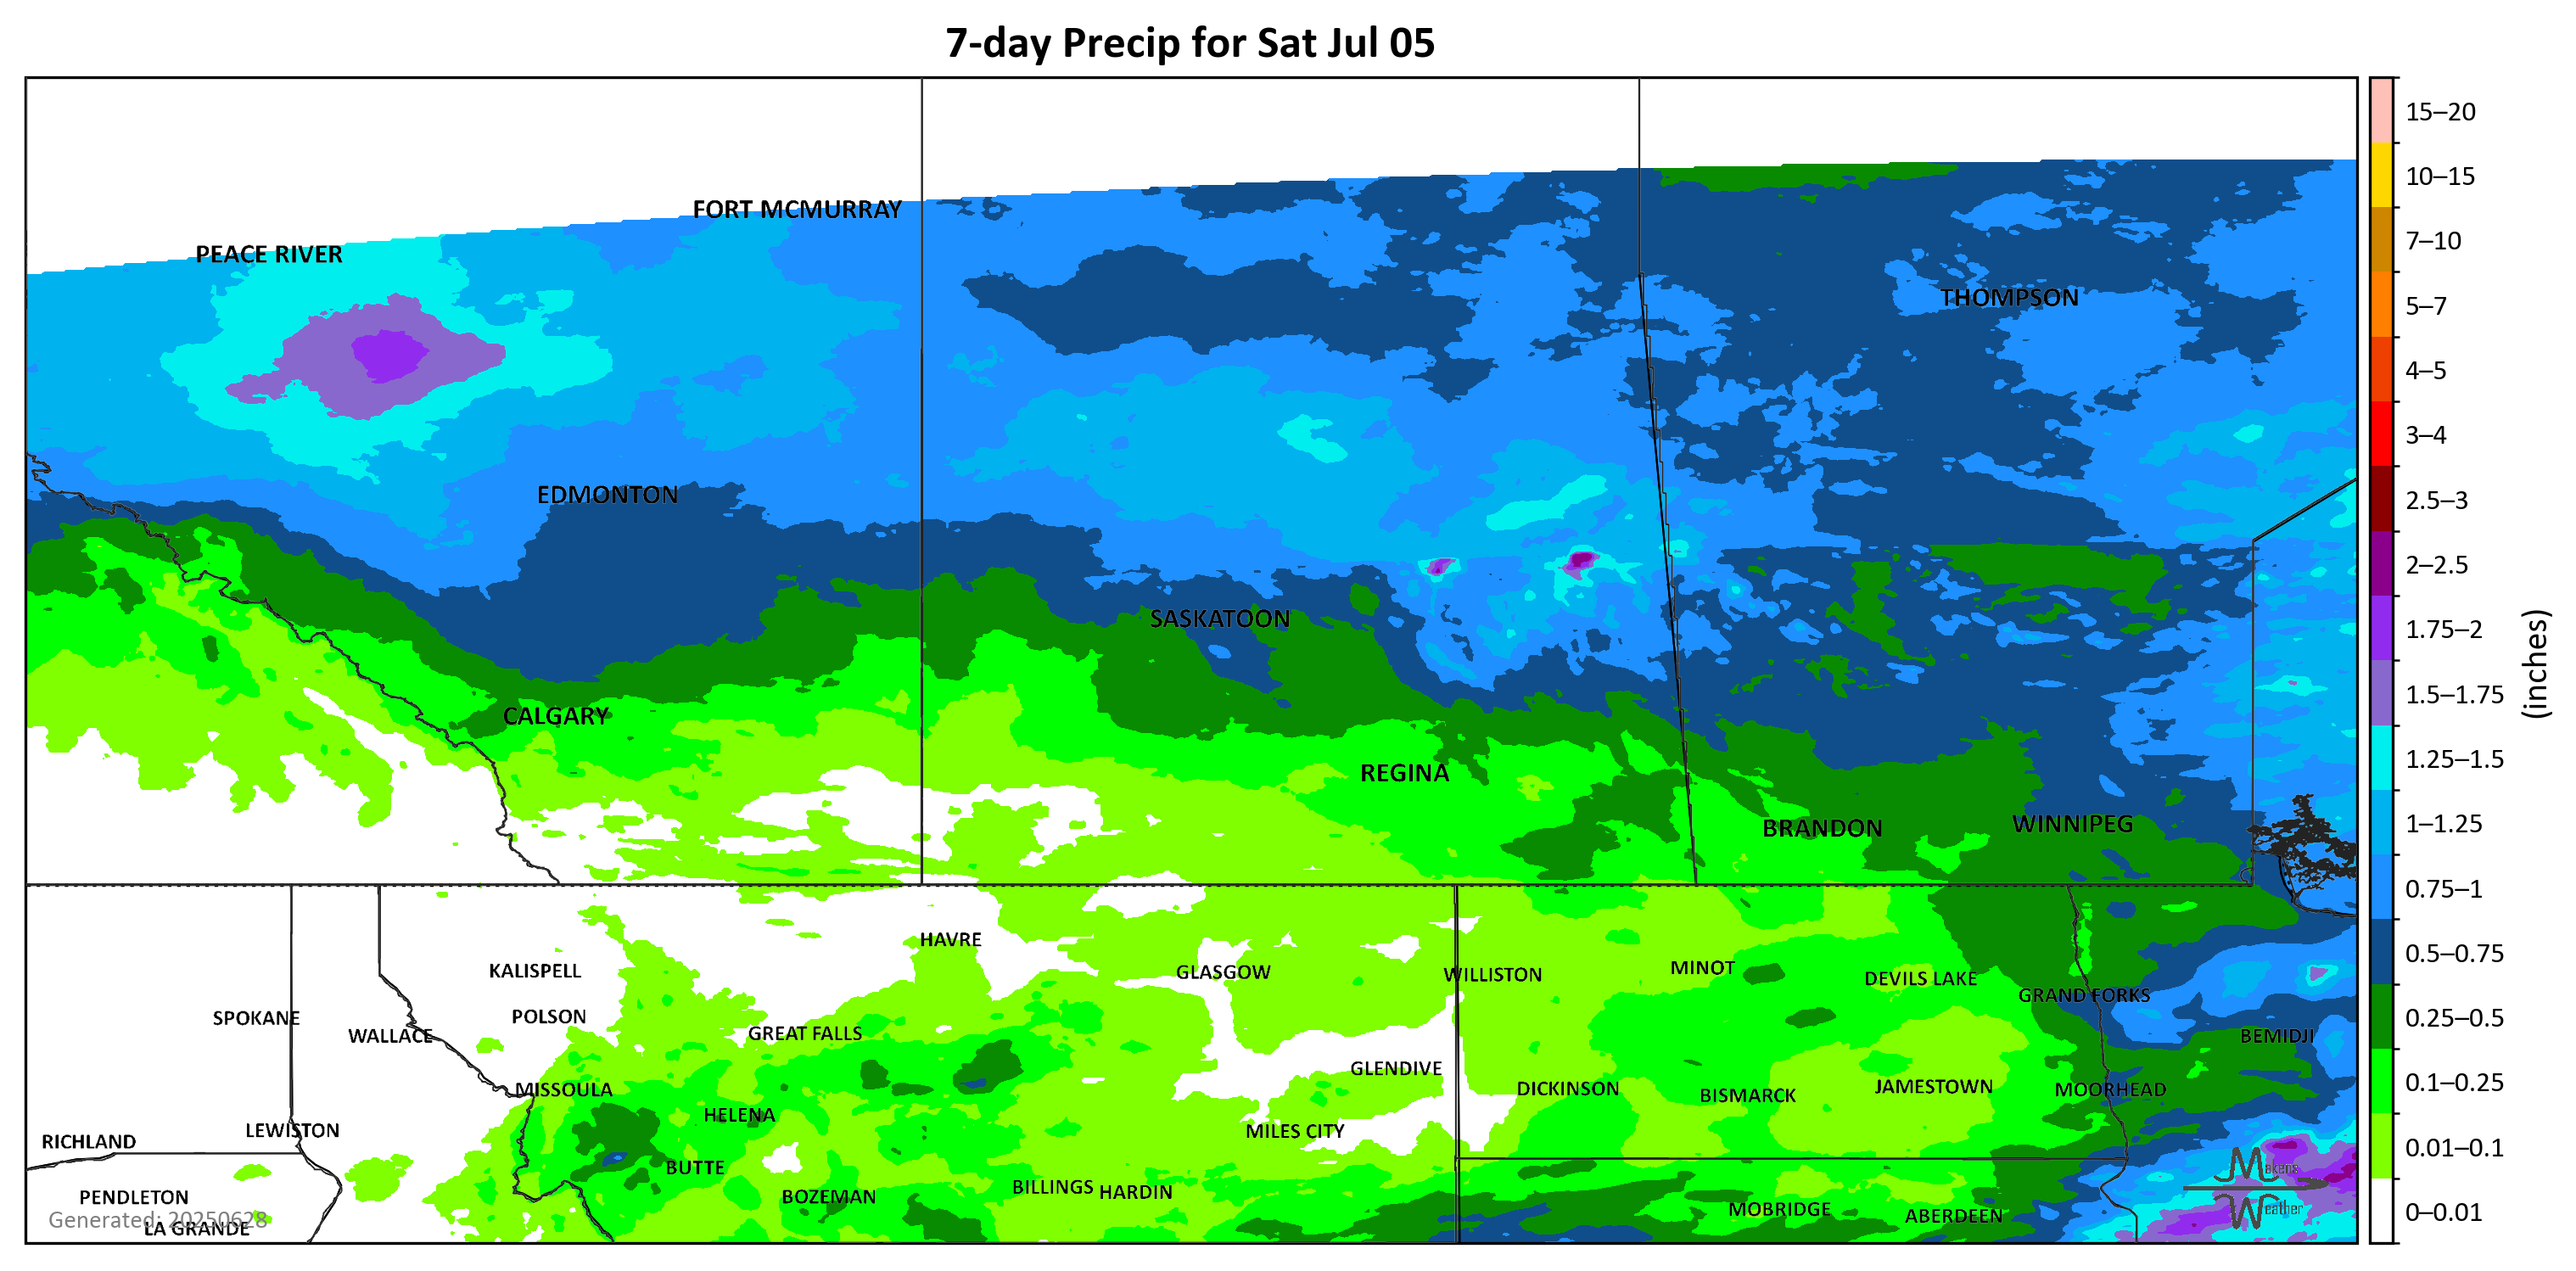 7-day Precip for Sat Jul 05
FORT MCMURRAY
PEACE RIVER
THOMPSON
EDMONTON
SASKATOON
CALGARY
REGINA
BRANDON
WINNIPEG
HAVRE
KALISPELL
GLASGOW
WILLISTON
MINOT
DEVILS LAKE
GRAND FORKS
SPOKANE
POLSON
WALLACE
GREAT FALLS
BEMIDJI
GLENDIVE
MISSOULA
DICKINSON
BISMARCK
JAMESTOWN
MOORHEAD
HELENA
RICHLAND
LEWISTON
MILES CITY
BUTTE
PENDLETON
BOZEMAN
BILLINGS
HARDIN
MOBRIDGE
ABERDEEN
Generated: 20250628
LA GRANDE
Makens
Weather
15–20
10–15
7–10
5–7
4–5
3–4
2.5–3
2–2.5
1.75–2
1.5–1.75
1.25–1.5
1–1.25
0.75–1
0.5–0.75
0.25–0.5
0.1–0.25
0.01–0.1
0–0.01
(inches)